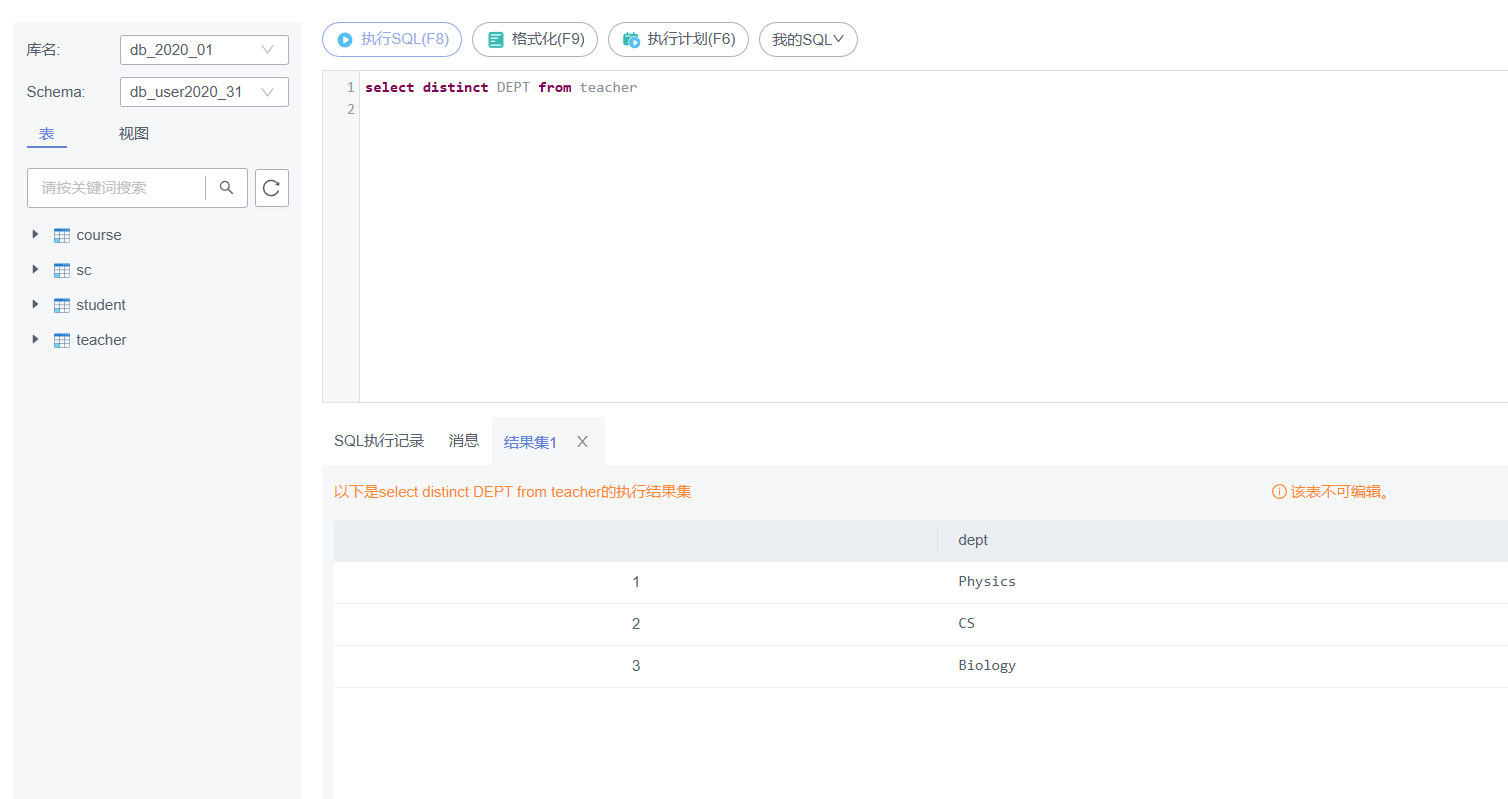 库名:
db_2020_01
Schema:
db_user2020_31
表 视图
请按关键词搜索
course
sc
student
teacher
执行SQL(F8) 格式化(F9) 执行计划(F6) 我的SQL
1 select distinct DEPT from teacher
2
SQL执行记录 消息 结果集1
以下是select distinct DEPT from teacher的执行结果集 该表不可编辑。
dept
1 Physics
2 CS
3 Biology